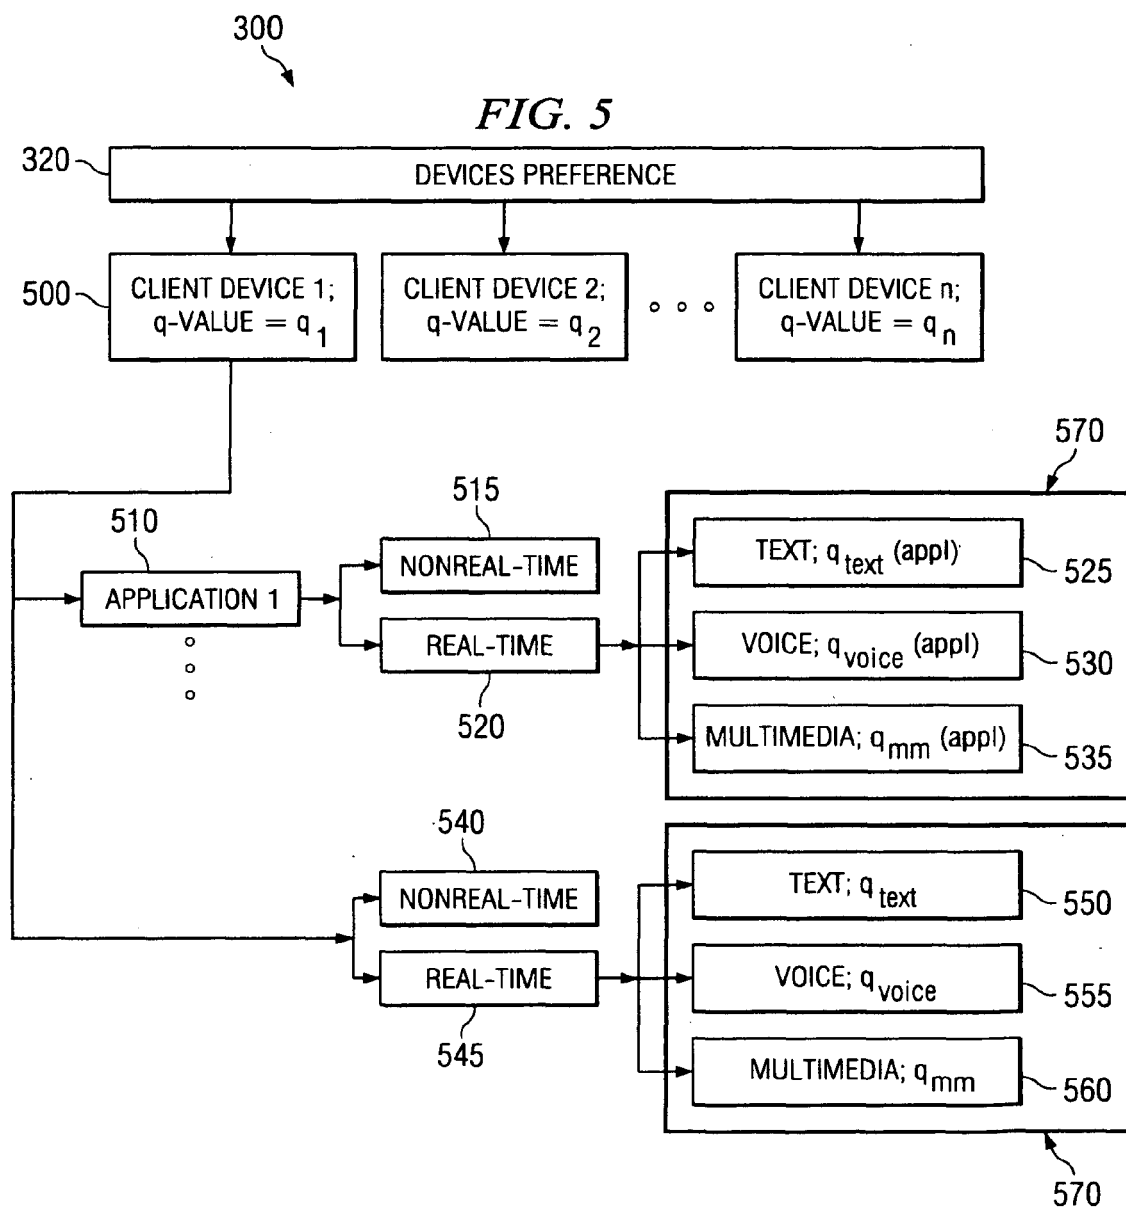 300
FIG. 5
320
DEVICES PREFERENCE
500
CLIENT DEVICE 1;
q-VALUE = q1
CLIENT DEVICE 2;
q-VALUE = q2
CLIENT DEVICE n;
q-VALUE = qn
570
510
515
APPLICATION 1
NONREAL-TIME
TEXT; qtext (appl)
525
REAL-TIME
VOICE; qvoice (appl)
530
520
MULTIMEDIA; qmm (appl)
535
540
NONREAL-TIME
TEXT; qtext
550
REAL-TIME
VOICE; qvoice
555
545
MULTIMEDIA; qmm
560
570